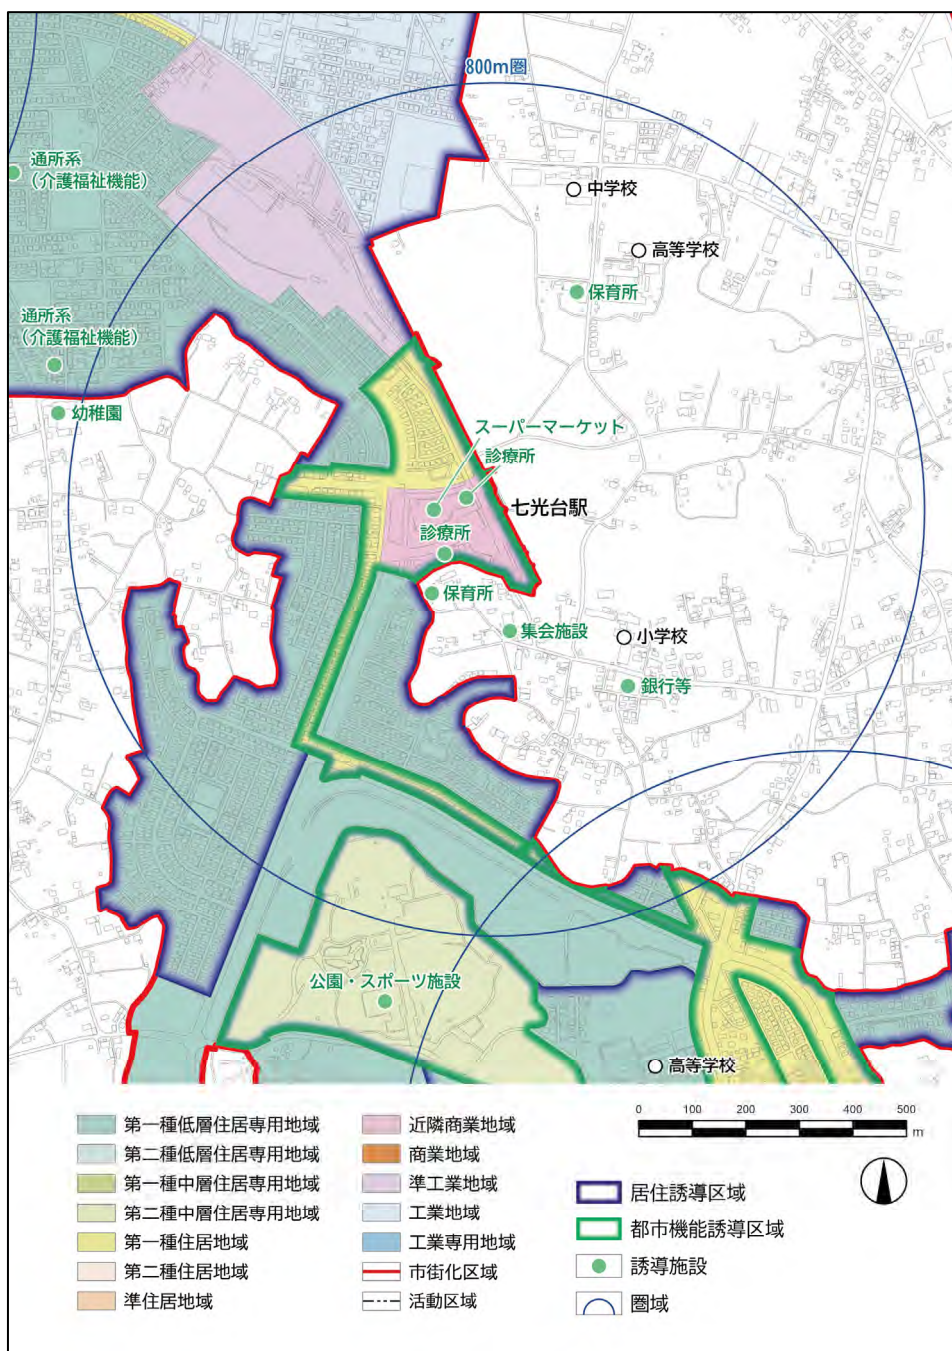 800m圏
通所系
(介護福祉機能)
中学校
高等学校
保育所
通所系
(介護福祉機能)
幼稚園
スーパーマーケット
診療所
七光台駅
診療所
保育所
集会施設
小学校
銀行等
公園・スポーツ施設
高等学校
第一種低層住居専用地域
第二種低層住居専用地域
第一種中層住居専用地域
第二種中層住居専用地域
第一種住居地域
第二種住居地域
準住居地域
近隣商業地域
商業地域
準工業地域
工業地域
工業専用地域
市街化区域
活動区域
0 100 200 300 400 500
m
居住誘導区域
都市機能誘導区域
誘導施設
圏域